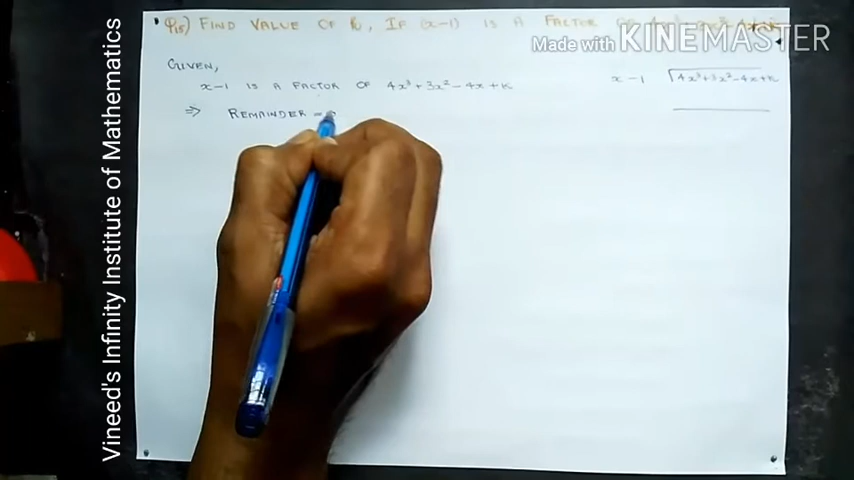 Q15) FIND VALUE OF K, IF (x-1) IS A FACTOR OF
Made with KINEMASTER
GIVEN,
x-1 IS A FACTOR OF 4x³+3x²-4x+K
x-1 4x³+3x²-4x+K
⇒ REMAINDER =
Vineed's Infinity Institute of Mathematics